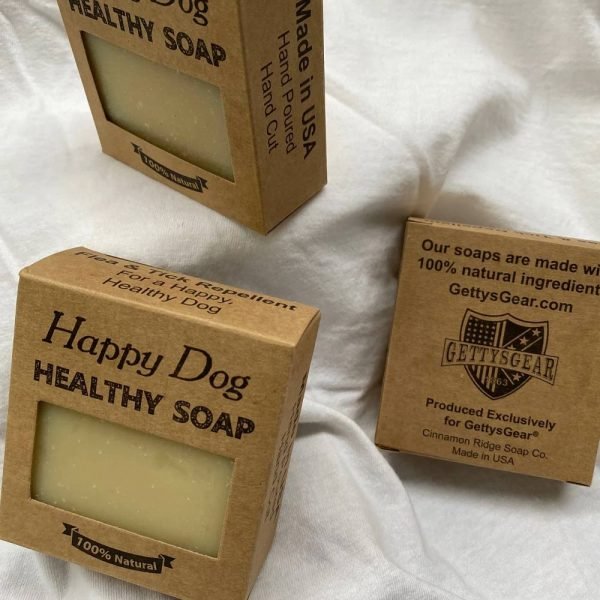 Dog
HEALTHY SOAP
100% Natural
Made in USA
Hand Poured
Hand Cut
Flea & Tick Repellent
For a Happy,
Healthy Dog
Happy Dog
HEALTHY SOAP
100% Natural
Our soaps are made wi
100% natural ingredient
GettysGear.com
GETTYSGEAR
1863
Produced Exclusively
for GettysGear®
Cinnamon Ridge Soap Co.
Made in USA